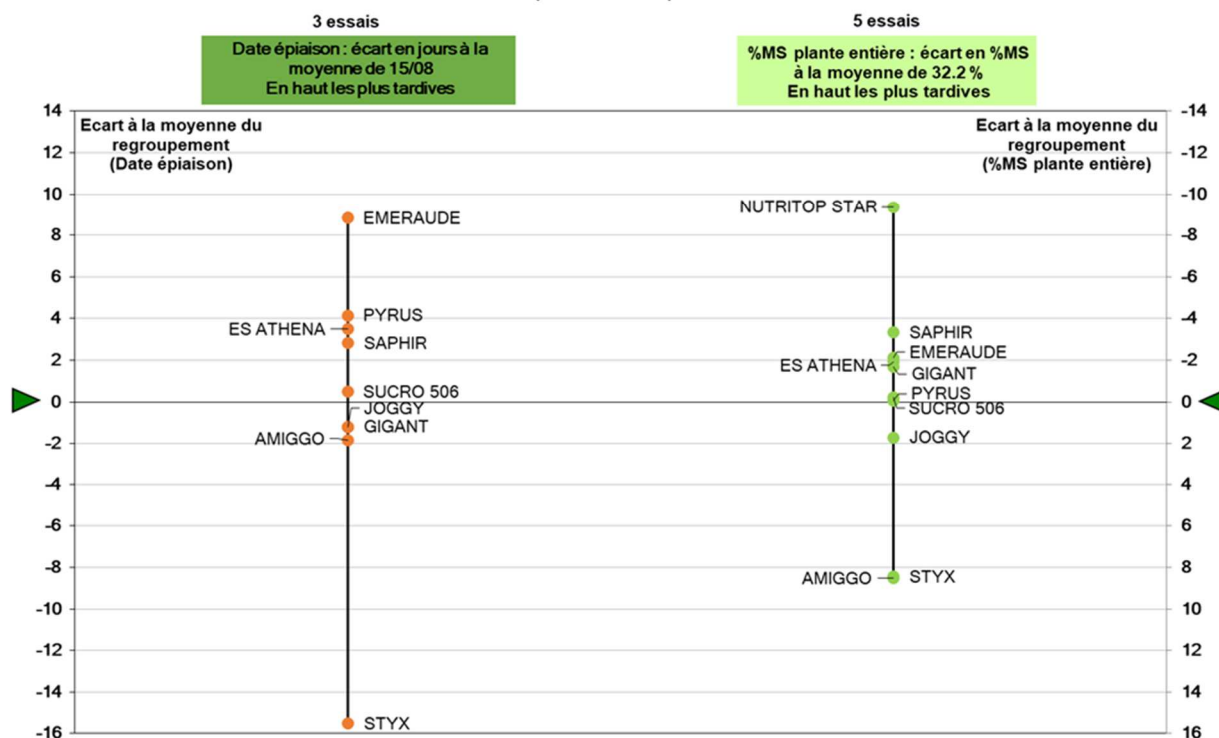 3 essais
5 essais
Date épiaison : écart en jours à la
moyenne de 15/08
En haut les plus tardives
%MS plante entière : écart en %MS
à la moyenne de 32.2 %
En haut les plus tardives
Ecart à la moyenne du
regroupement
(Date épiaison)
Ecart à la moyenne du
regroupement
(%MS plante entière)
14
12
10
8
6
4
2
0
-2
-4
-6
-8
-10
-12
-14
-16
EMERAUDE
PYRUS
ES ATHENA
SAPHIR
SUCRO 506
JOGGY
GIGANT
AMIGGO
STYX
NUTRITOP STAR
SAPHIR
EMERAUDE
ES ATHENA
GIGANT
PYRUS
SUCRO 506
JOGGY
AMIGGO
STYX
-14
-12
-10
-8
-6
-4
-2
0
2
4
6
8
10
12
14
16